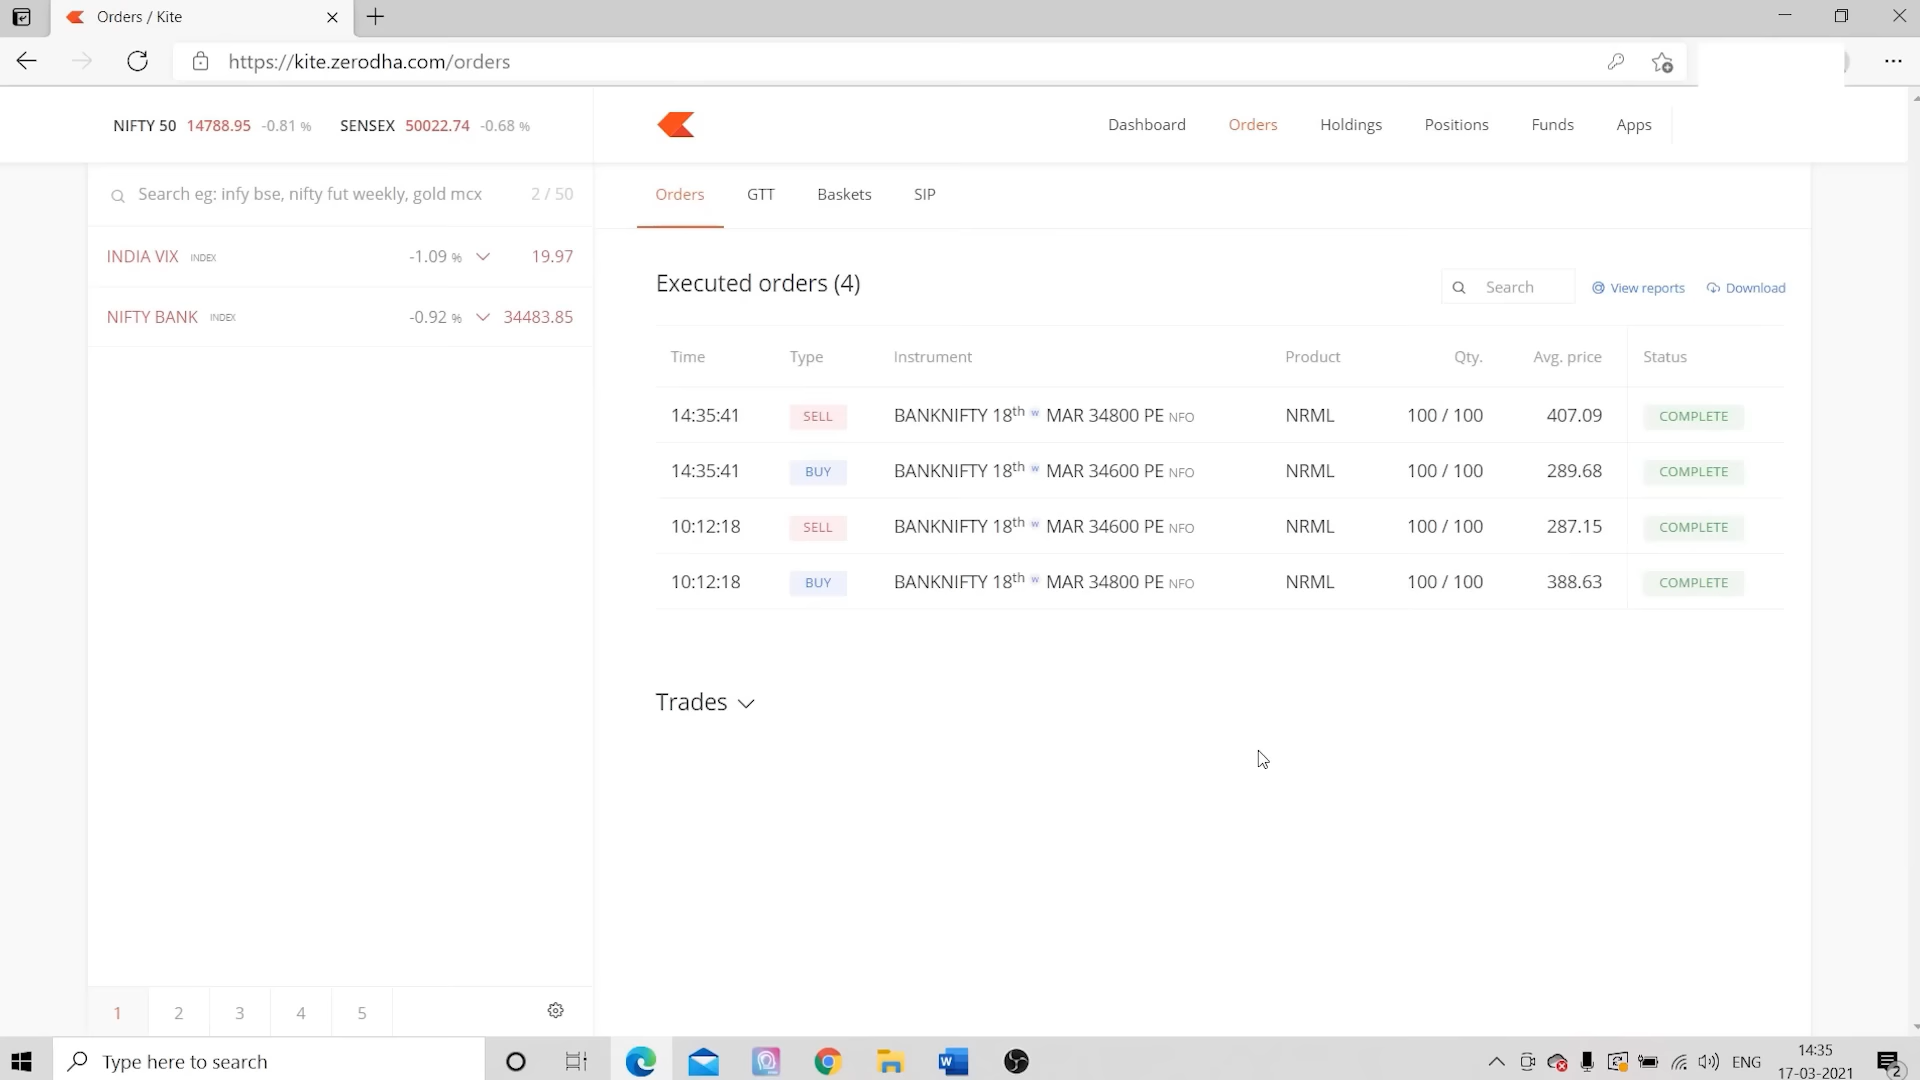 Orders / Kite
https://kite.zerodha.com/orders
NIFTY 50 14788.95 -0.81 % SENSEX 50022.74 -0.68 %
Dashboard Orders Holdings Positions Funds Apps
Search eg: infy bse, nifty fut weekly, gold mcx 2 / 50
Orders GTT Baskets SIP
INDIA VIX INDEX -1.09 % 19.97
NIFTY BANK INDEX -0.92 % 34483.85
Executed orders (4)
Search View reports Download
Time Type Instrument Product Qty. Avg. price Status
14:35:41 SELL BANKNIFTY 18th w MAR 34800 PE NFO NRML 100 / 100 407.09 COMPLETE
14:35:41 BUY BANKNIFTY 18th w MAR 34600 PE NFO NRML 100 / 100 289.68 COMPLETE
10:12:18 SELL BANKNIFTY 18th w MAR 34600 PE NFO NRML 100 / 100 287.15 COMPLETE
10:12:18 BUY BANKNIFTY 18th w MAR 34800 PE NFO NRML 100 / 100 388.63 COMPLETE
Trades
1 2 3 4 5
Type here to search
ENG
14:35
17-03-2021
2